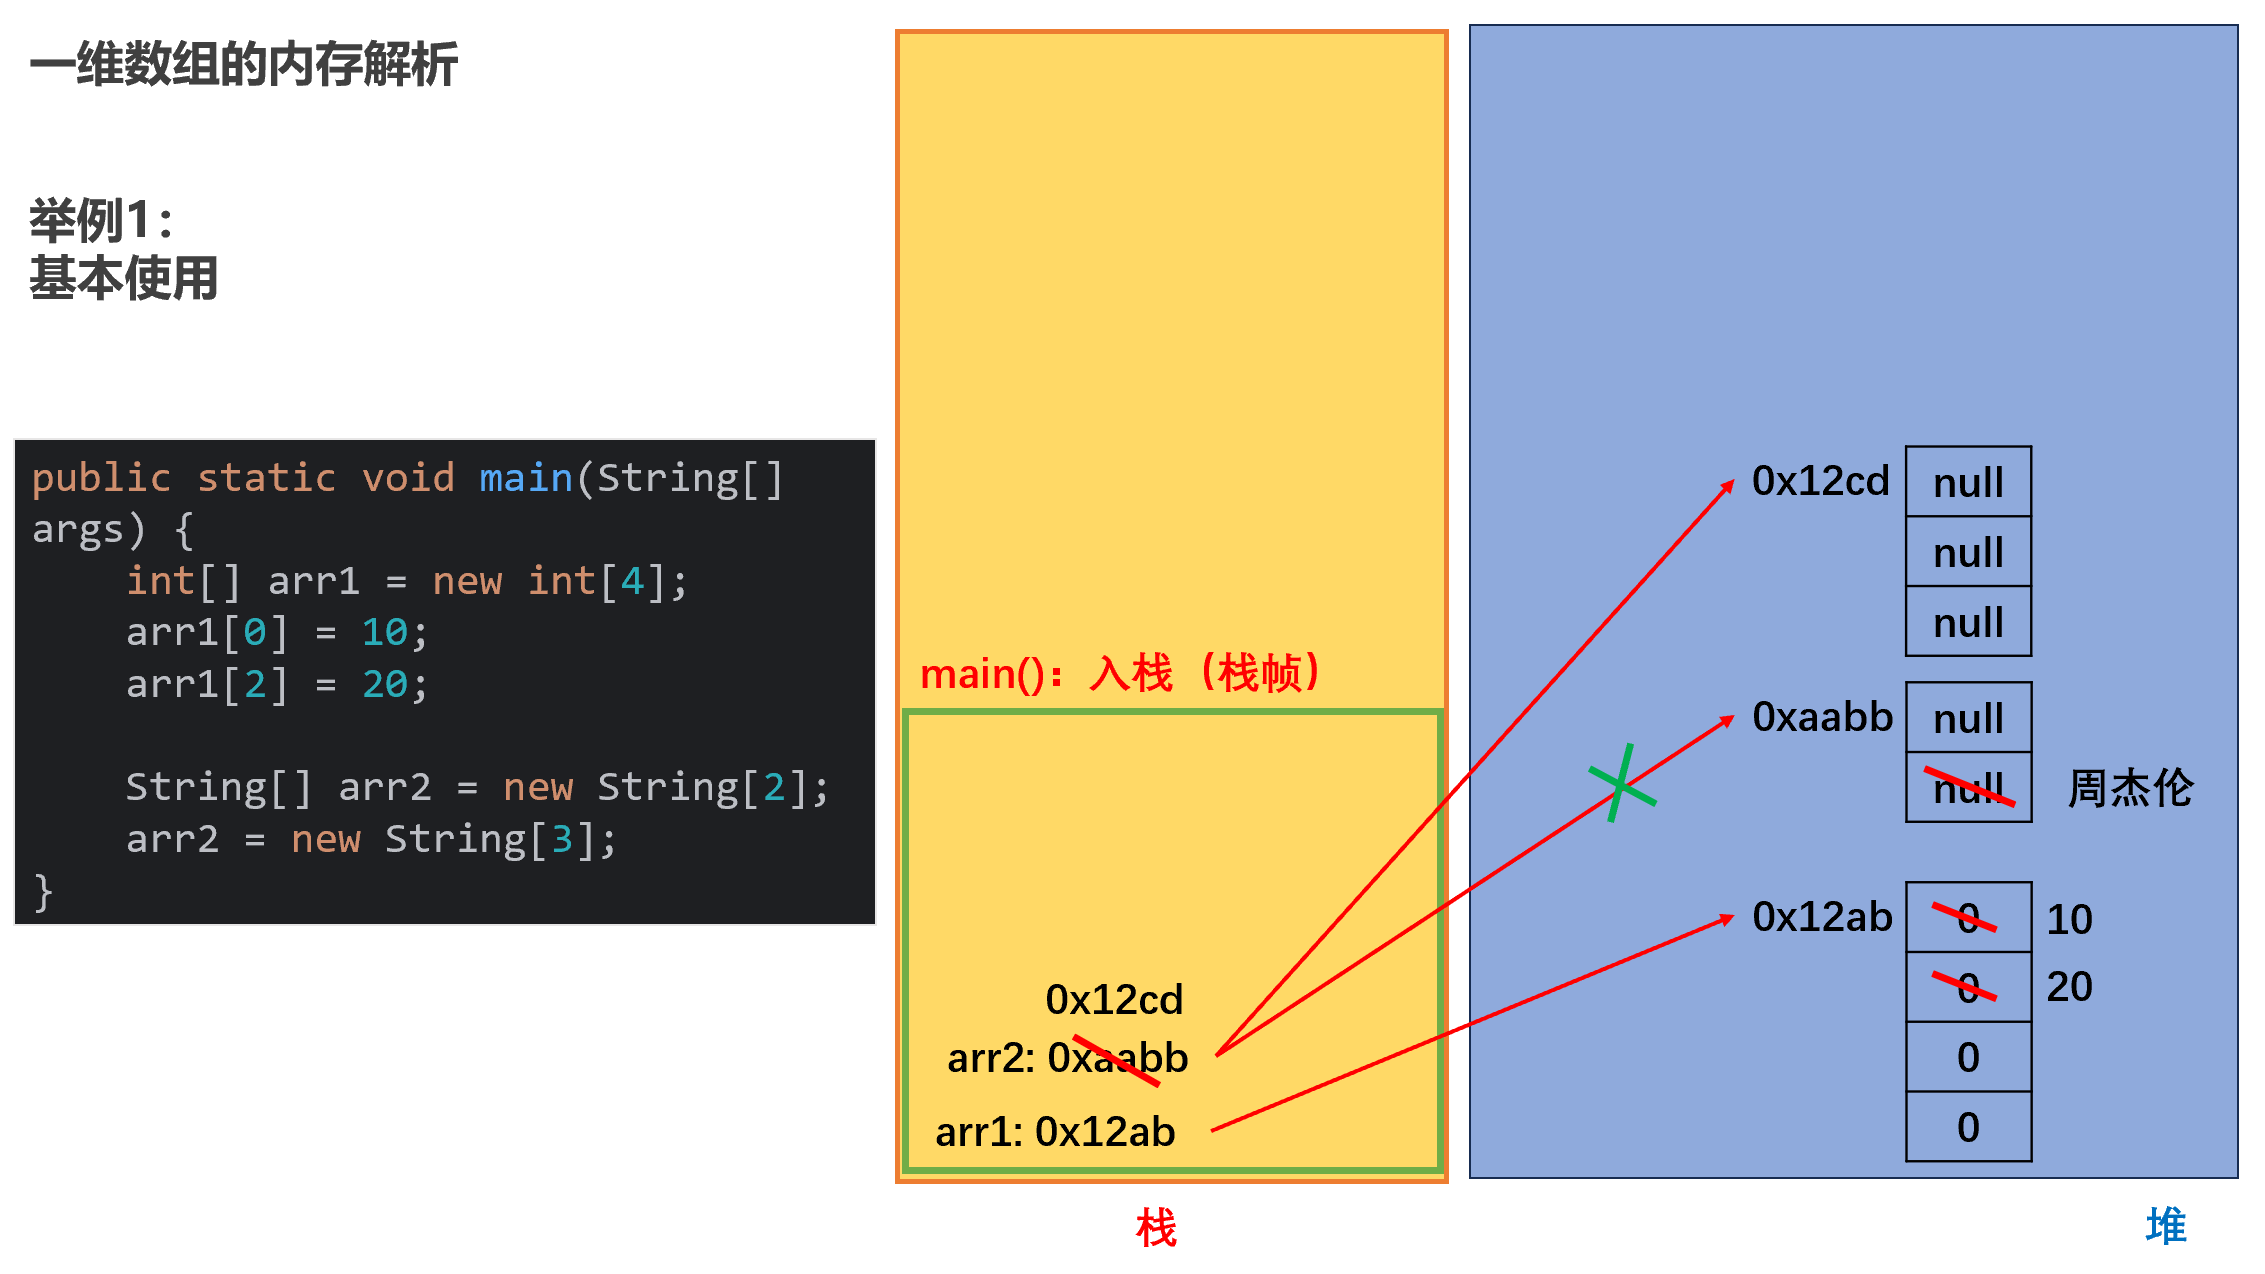 一维数组的内存解析
举例1：
基本使用
public static void main(String[]
args) {
    int[] arr1 = new int[4];
    arr1[0] = 10;
    arr1[2] = 20;

    String[] arr2 = new String[2];
    arr2 = new String[3];
}
main()：入栈（栈帧）
0x12cd
arr2: 0xaabb
arr1: 0x12ab
栈
0x12cd null
null
null
0xaabb null
null 周杰伦
0x12ab 0 10
0 20
0
0
堆